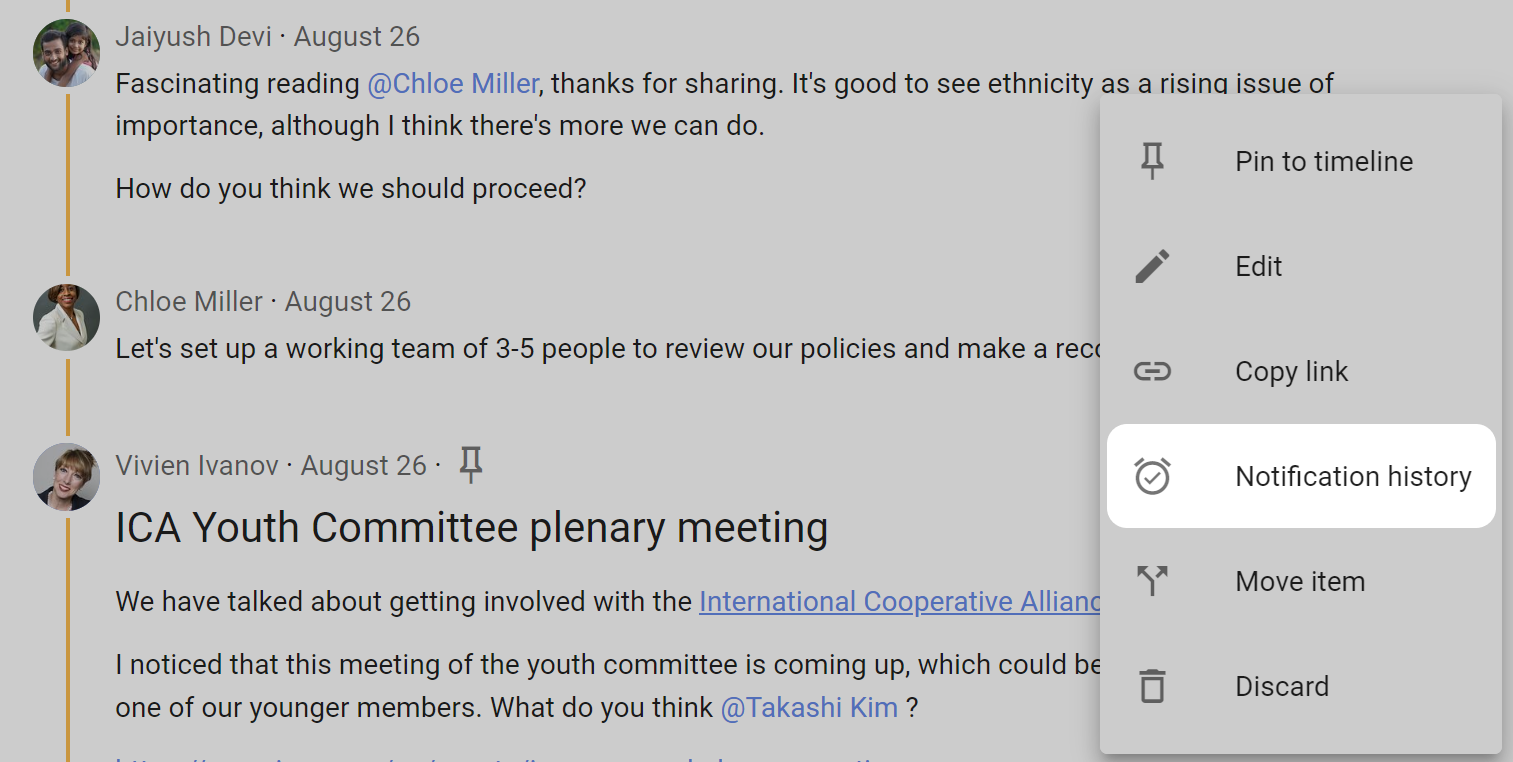 Jaiyush Devi · August 26
Fascinating reading @Chloe Miller, thanks for sharing. It's good to see ethnicity as a rising issue of
importance, although I think there's more we can do.
How do you think we should proceed?
Chloe Miller · August 26
Let's set up a working team of 3-5 people to review our policies and make a
Vivien Ivanov · August 26 ·
ICA Youth Committee plenary meeting
We have talked about getting involved with the International Cooperative
I noticed that this meeting of the youth committee is coming up, which could be
one of our younger members. What do you think @Takashi Kim ?
Pin to timeline
Edit
Copy link
Notification history
Move item
Discard